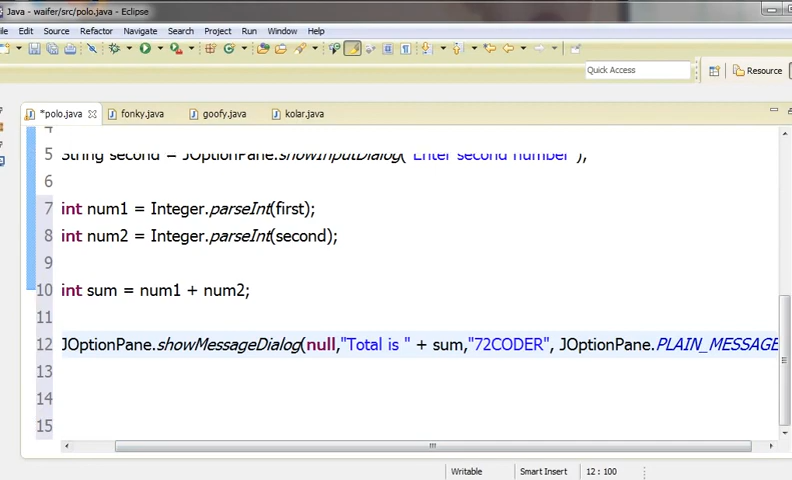 Java - waifer/src/polo.java - Eclipse
File Edit Source Refactor Navigate Search Project Run Window Help
Quick Access
Resource
*polo.java fonky.java goofy.java kolar.java
4
5 String second = JOptionPane.showInputDialog("Enter second number");
6
7 int num1 = Integer.parseInt(first);
8 int num2 = Integer.parseInt(second);
9
10 int sum = num1 + num2;
11
12 JOptionPane.showMessageDialog(null,"Total is " + sum,"72CODER", JOptionPane.PLAIN_MESSAGE
13
14
15
Writable Smart Insert 12 : 100